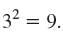 3² = 9.